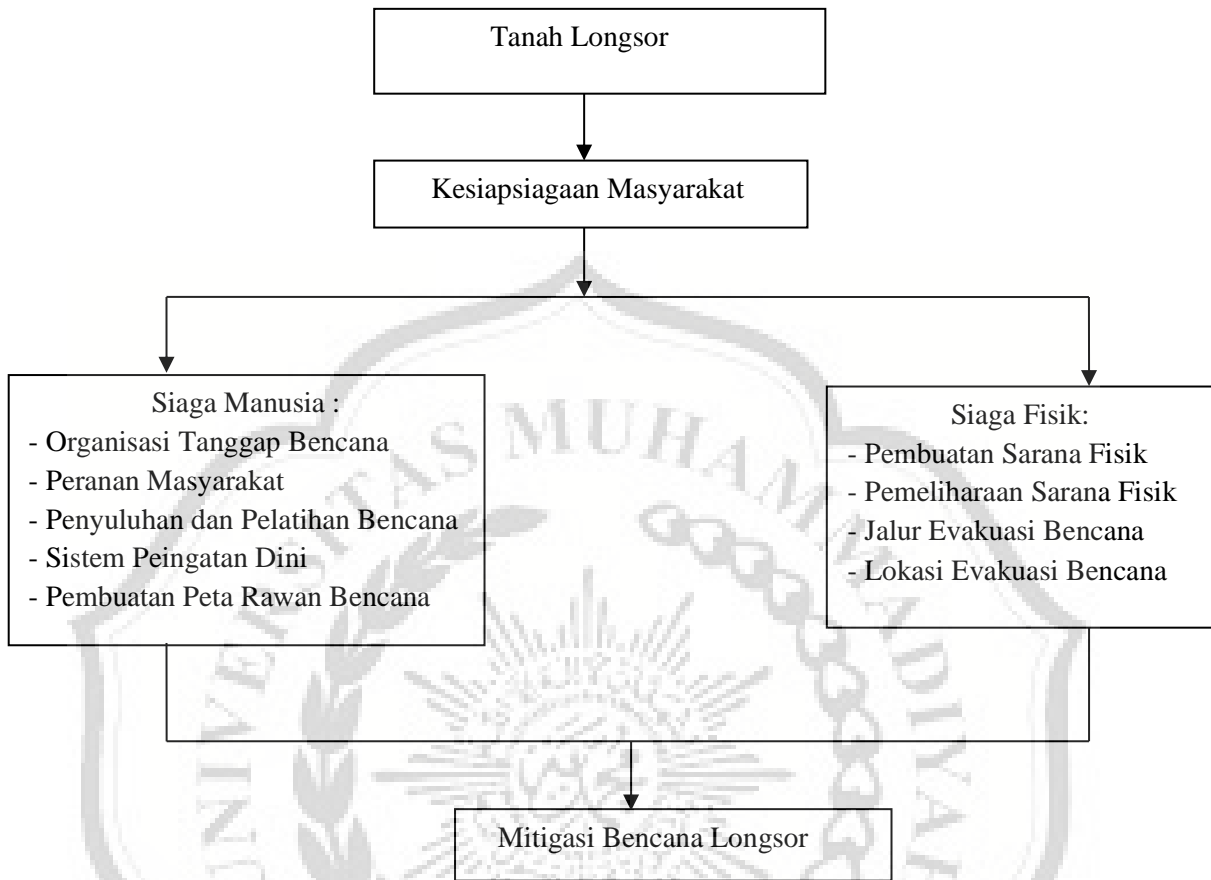 Tanah Longsor
Kesiapsiagaan Masyarakat
Siaga Manusia :
- Organisasi Tanggap Bencana
- Peranan Masyarakat
- Penyuluhan dan Pelatihan Bencana
- Sistem Peingatan Dini
- Pembuatan Peta Rawan Bencana
Siaga Fisik:
- Pembuatan Sarana Fisik
- Pemeliharaan Sarana Fisik
- Jalur Evakuasi Bencana
- Lokasi Evakuasi Bencana
Mitigasi Bencana Longsor
UNIVERSITAS MUHAMMADIYAH